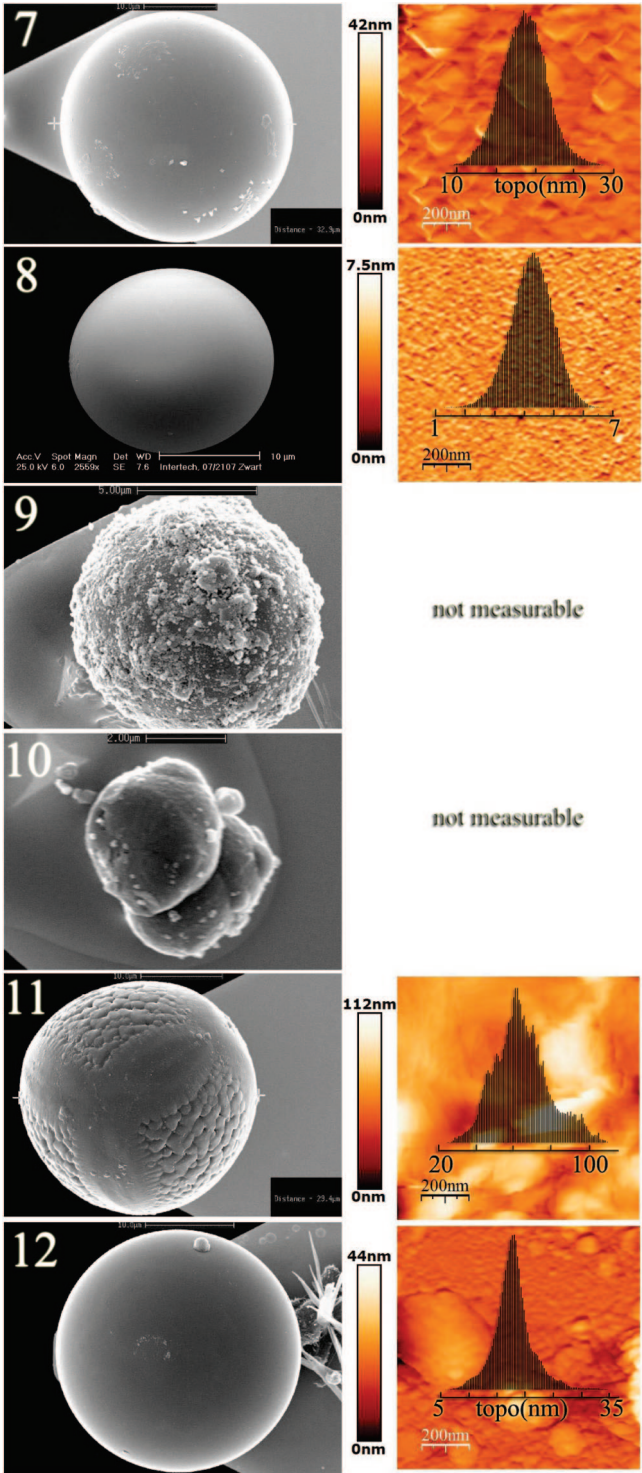 7
10.0µm
Distance = 32.9µm
42nm
0nm
10 topo(nm) 30
200nm
8
Acc.V Spot Magn Det WD 10 µm
25.0 kV 6.0 2559x SE 7.6 Intertech, 07/2107 Zwart
7.5nm
0nm
1 7
200nm
9
5.00µm
not measurable
10
2.00µm
not measurable
11
10.0µm
Distance = 29.4µm
112nm
0nm
20 100
200nm
12
10.0µm
44nm
0nm
5 topo(nm) 35
200nm